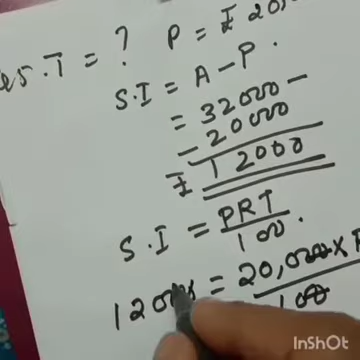 T = ? P = ₹ 20
S.I = A - P.
= 32000 -
- 20000
₹ 12000
S.I = PRT/100.
12000 = 20,000 ×/100
InShOt